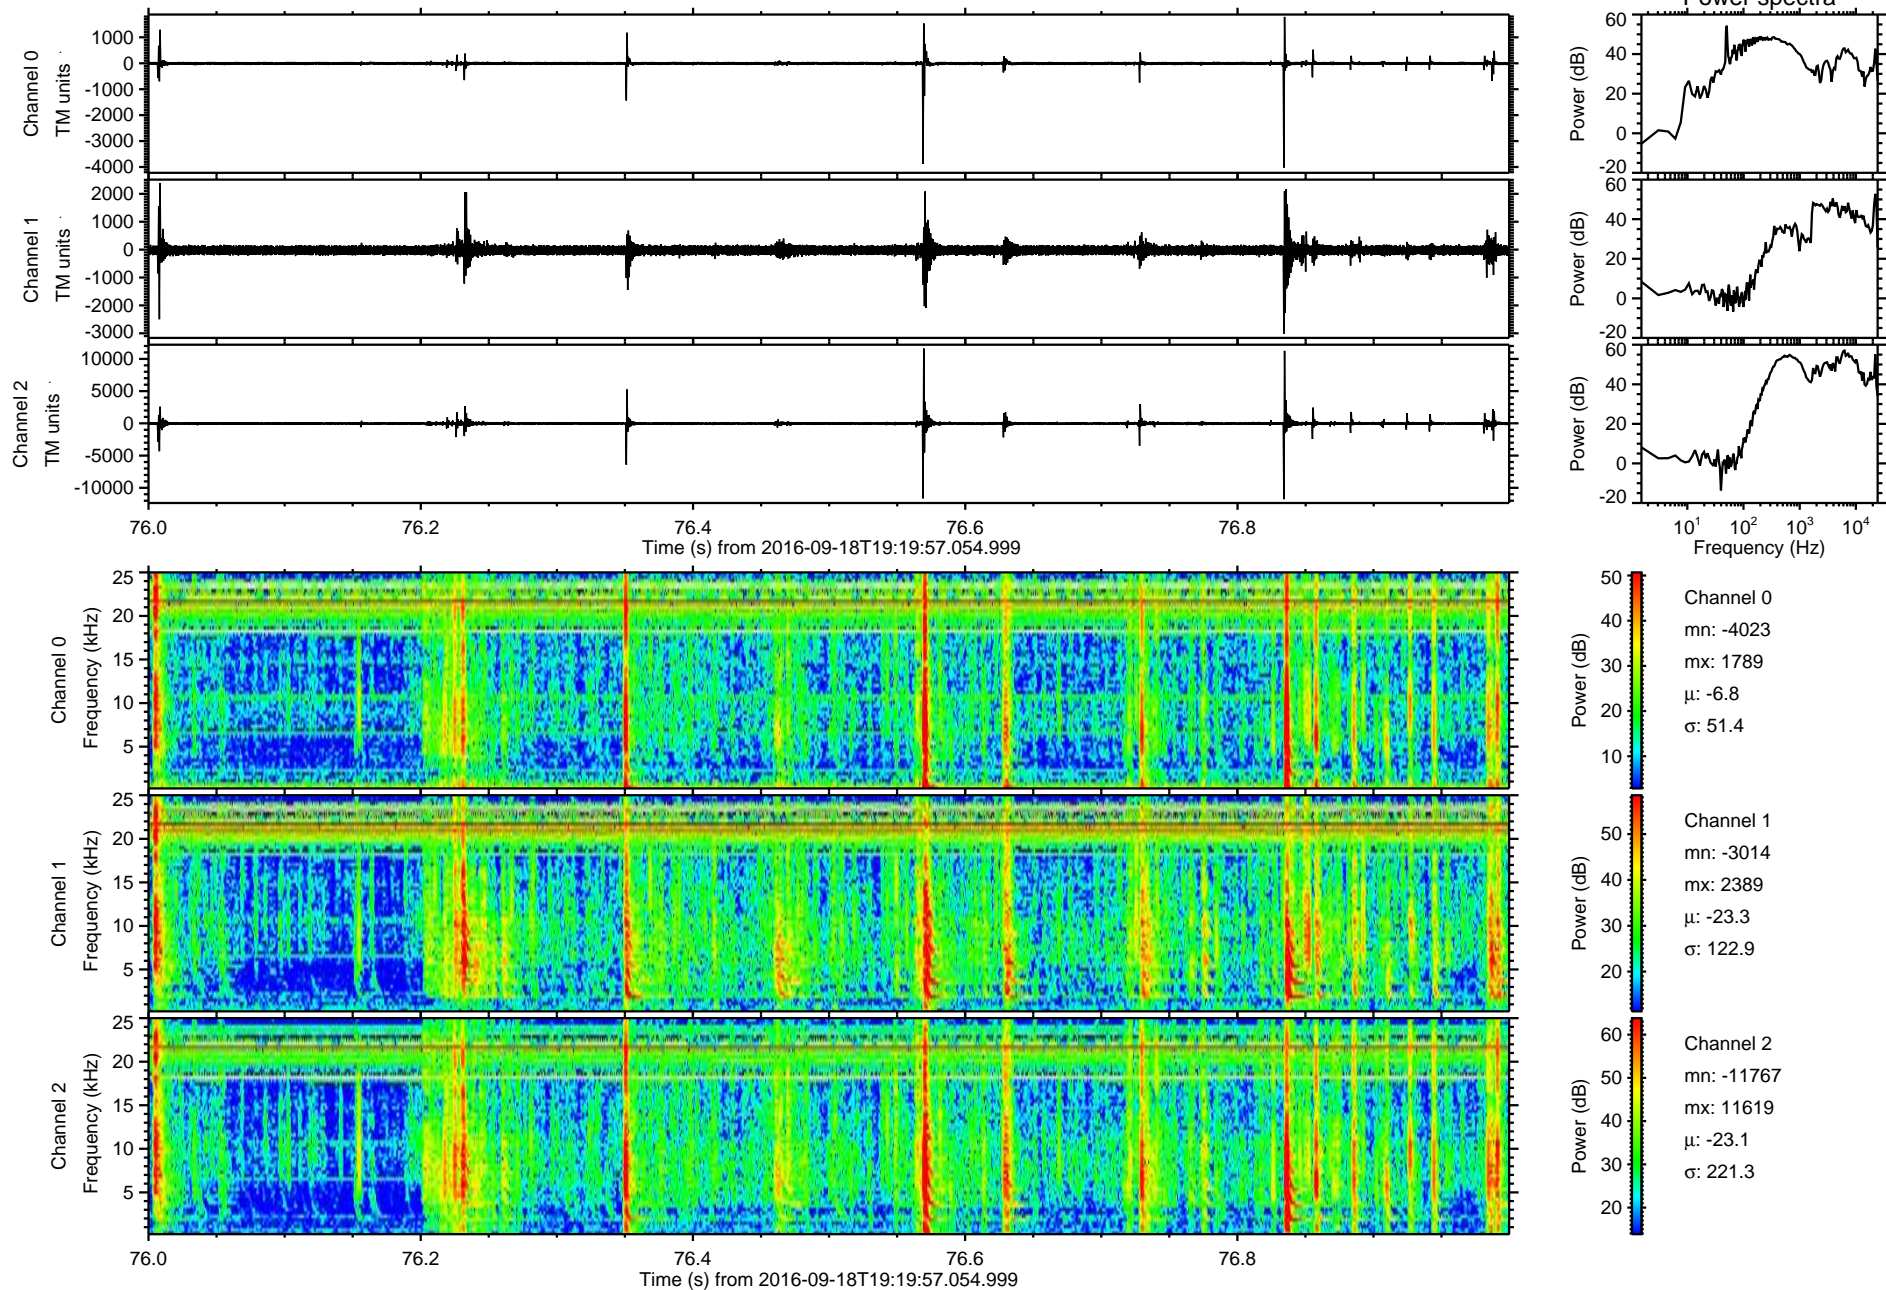 Power spectra
Channel 0
TM units
1000
0
-1000
-2000
-3000
-4000
Power (dB)
60
40
20
0
-20
Channel 1
TM units
2000
1000
0
-1000
-2000
-3000
Power (dB)
60
40
20
0
-20
Channel 2
TM units
10000
5000
0
-5000
-10000
Power (dB)
60
40
20
0
-20
76.0 76.2 76.4 76.6 76.8
Time (s) from 2016-09-18T19:19:57.054.999
10¹ 10² 10³ 10⁴
Frequency (Hz)
Channel 0
Frequency (kHz)
25
20
15
10
5
Power (dB)
50
40
30
20
10
Channel 0
mn: -4023
mx: 1789
μ: -6.8
σ: 51.4
Channel 1
Frequency (kHz)
25
20
15
10
5
Power (dB)
50
40
30
20
Channel 1
mn: -3014
mx: 2389
μ: -23.3
σ: 122.9
Channel 2
Frequency (kHz)
25
20
15
10
5
Power (dB)
60
50
40
30
20
Channel 2
mn: -11767
mx: 11619
μ: -23.1
σ: 221.3
76.0 76.2 76.4 76.6 76.8
Time (s) from 2016-09-18T19:19:57.054.999